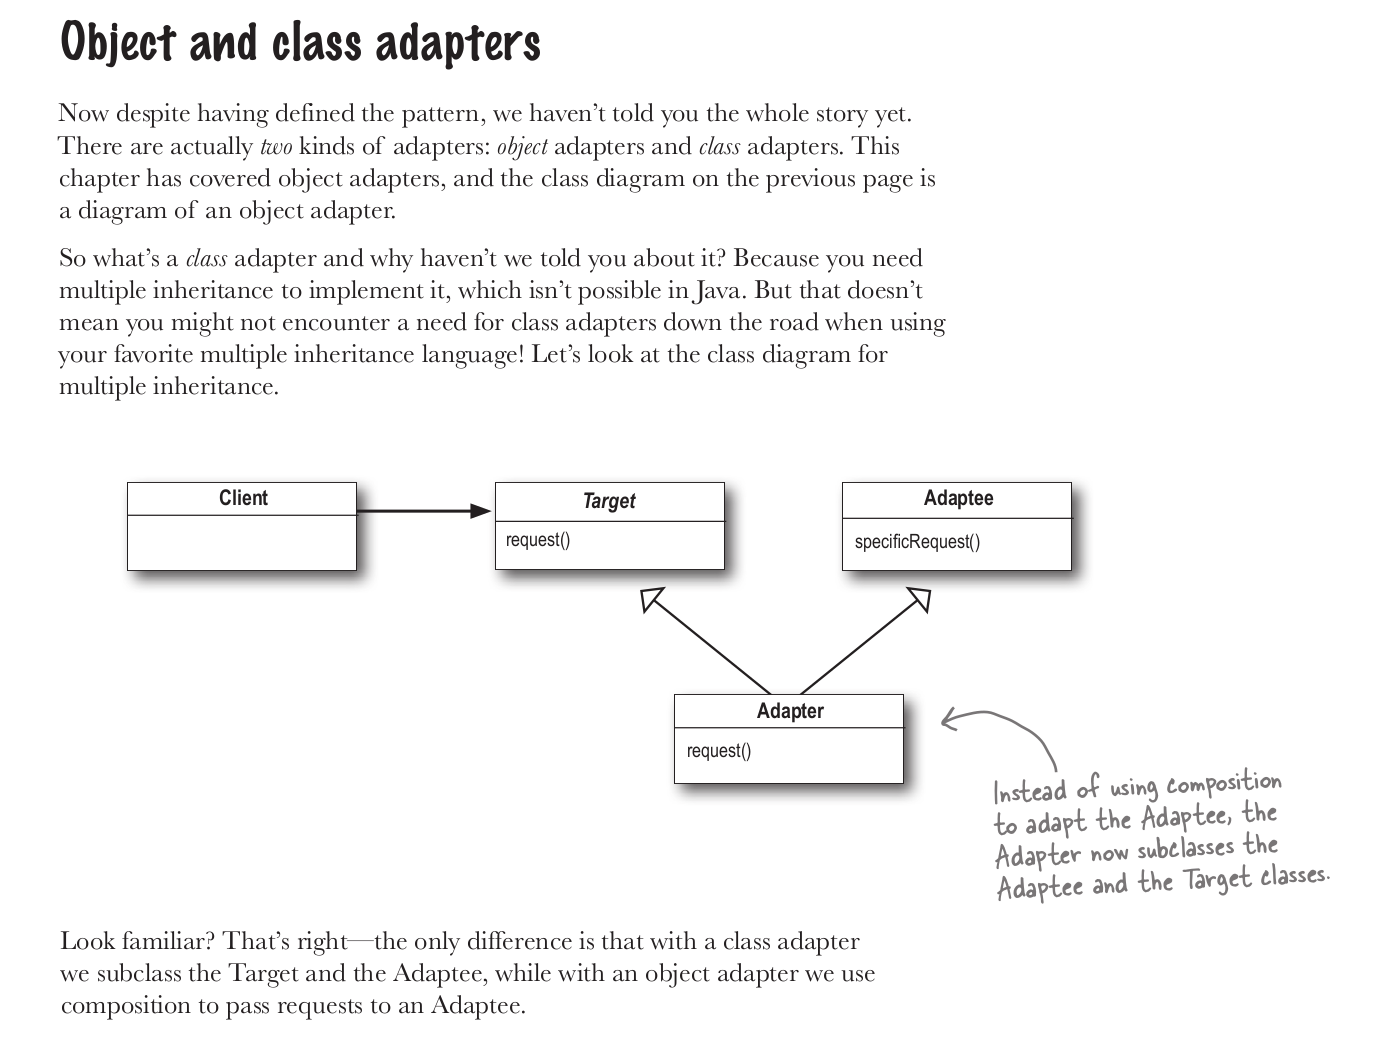 Object and class adapters
Now despite having defined the pattern, we haven’t told you the whole story yet.
There are actually two kinds of adapters: object adapters and class adapters. This
chapter has covered object adapters, and the class diagram on the previous page is
a diagram of an object adapter.
So what’s a class adapter and why haven’t we told you about it? Because you need
multiple inheritance to implement it, which isn’t possible in Java. But that doesn’t
mean you might not encounter a need for class adapters down the road when using
your favorite multiple inheritance language! Let’s look at the class diagram for
multiple inheritance.
Client
Target
request()
Adaptee
specificRequest()
Adapter
request()
Instead of using composition
to adapt the Adaptee, the
Adapter now subclasses the
Adaptee and the Target classes.
Look familiar? That’s right—the only difference is that with a class adapter
we subclass the Target and the Adaptee, while with an object adapter we use
composition to pass requests to an Adaptee.